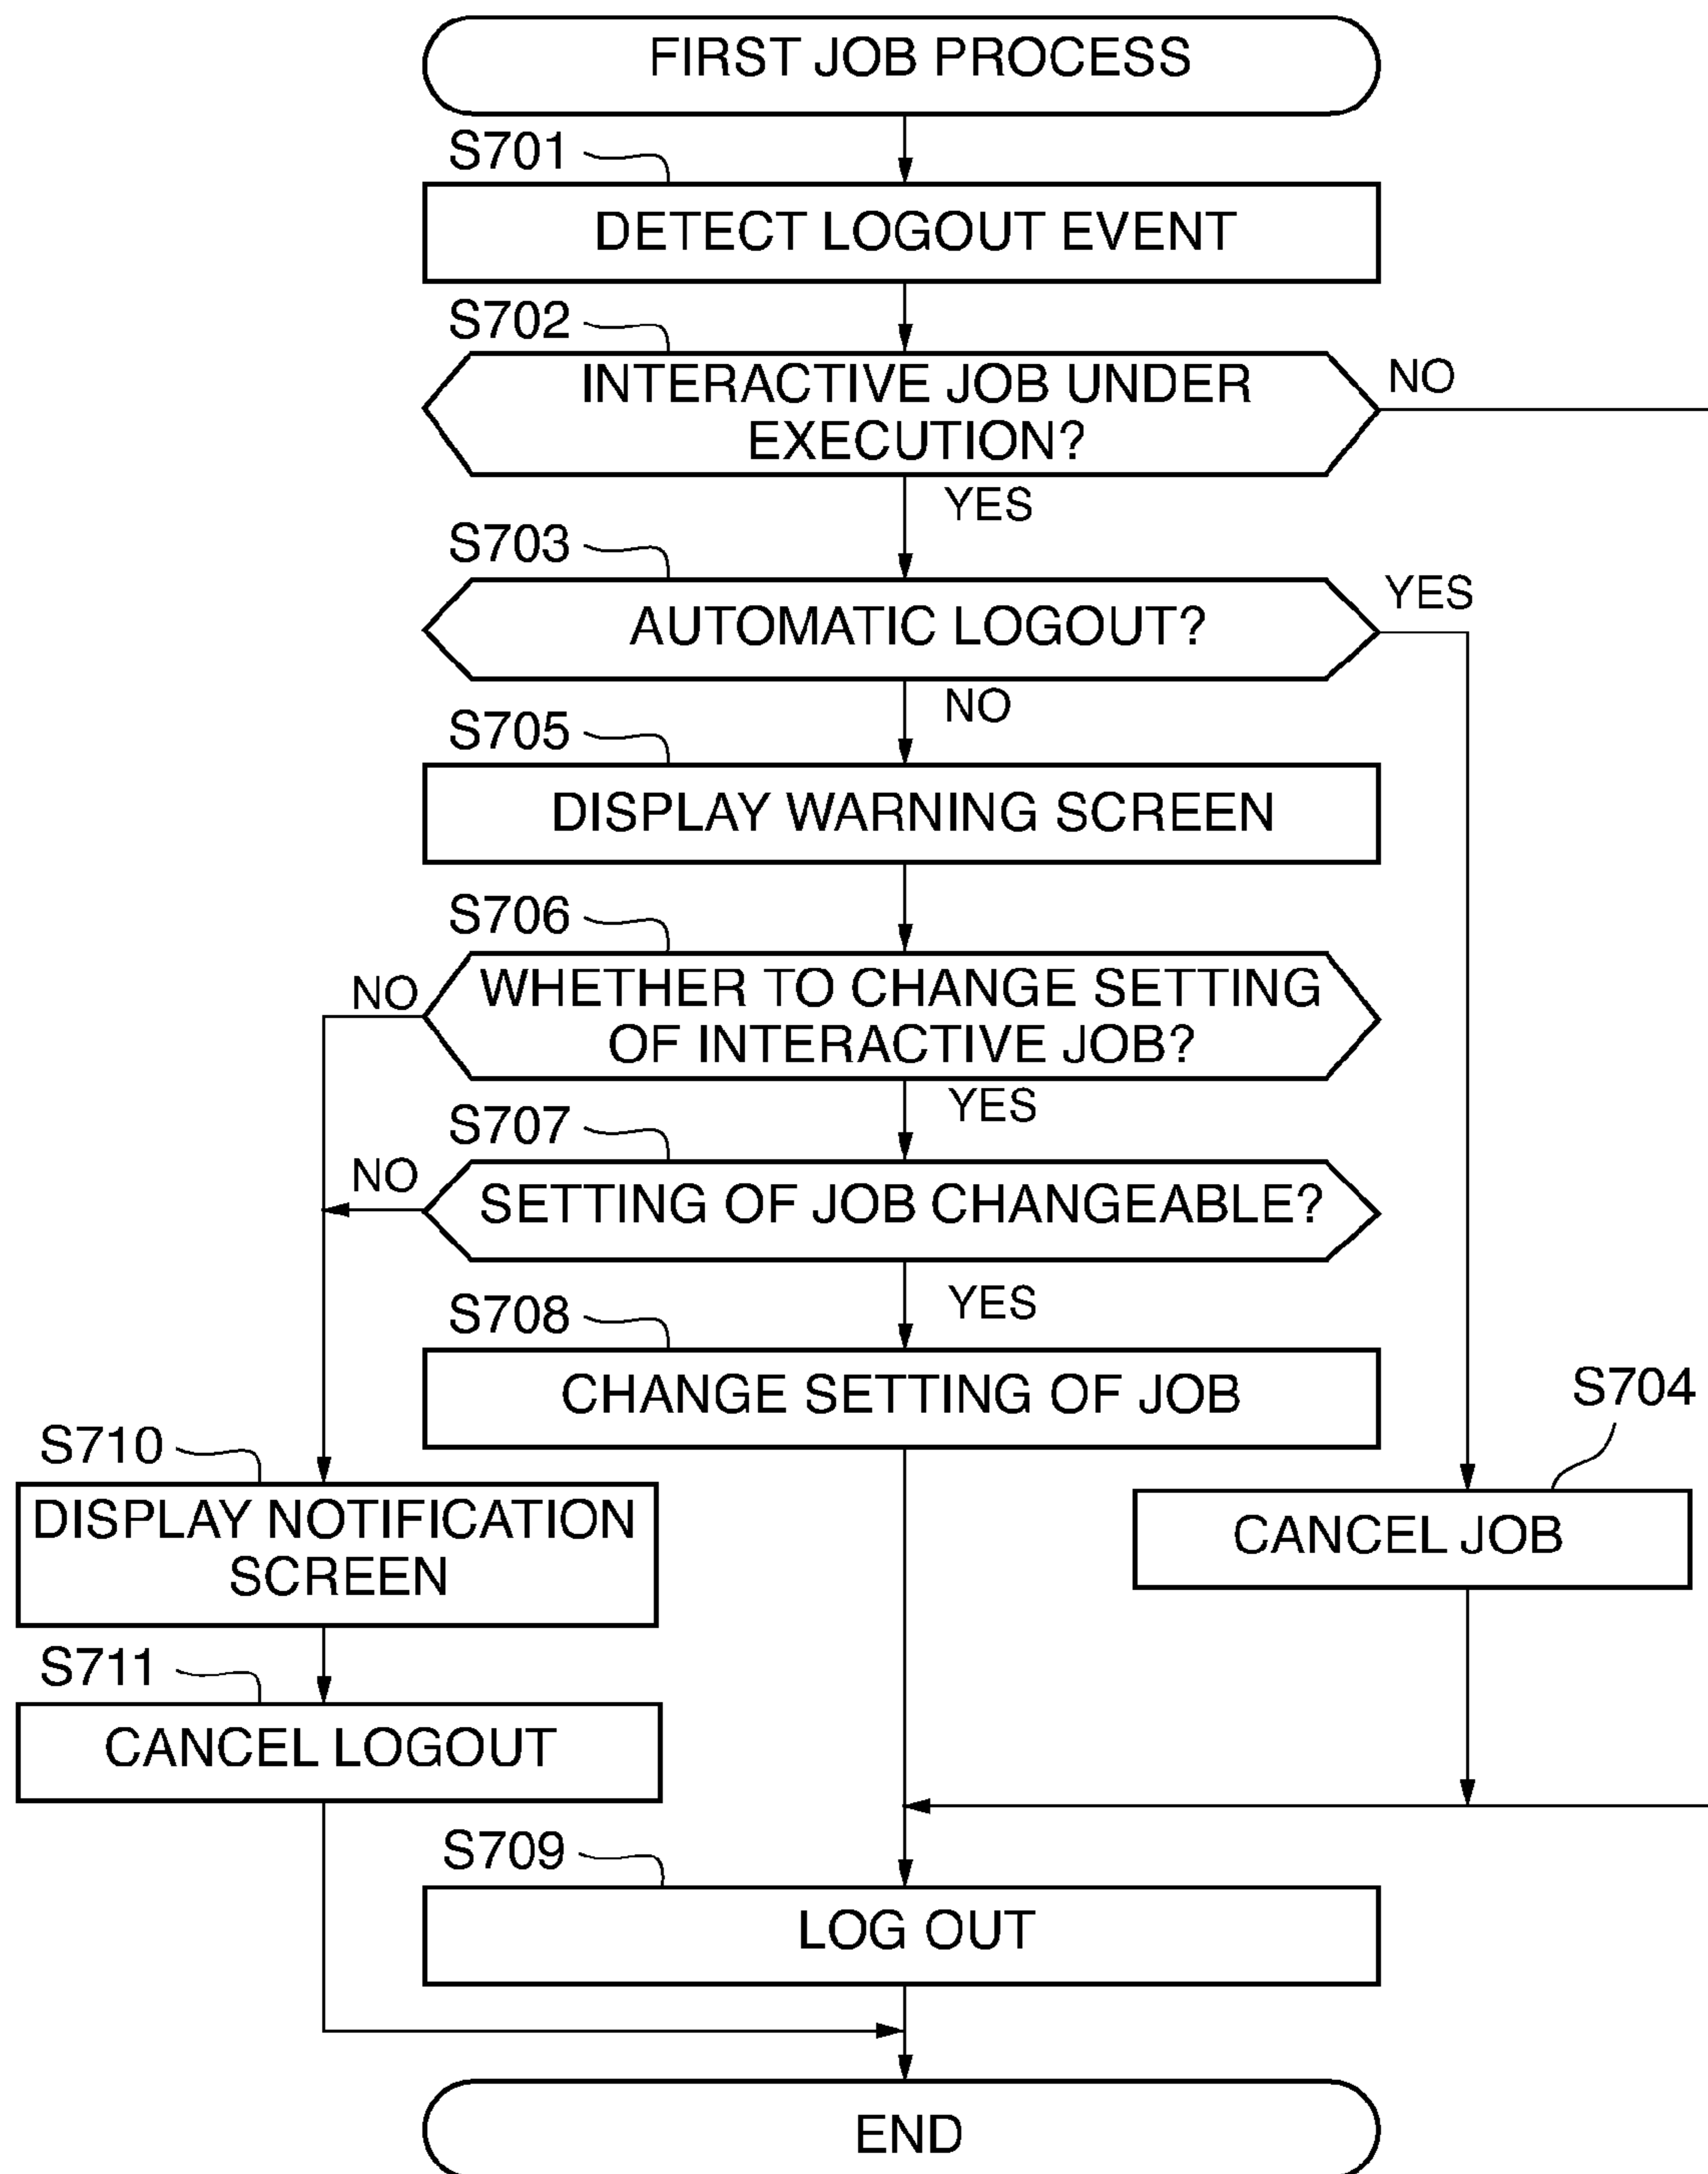 FIRST JOB PROCESS
S701
DETECT LOGOUT EVENT
S702
INTERACTIVE JOB UNDER
EXECUTION?
NO
YES
S703
AUTOMATIC LOGOUT?
YES
NO
S705
DISPLAY WARNING SCREEN
S706
NO
WHETHER TO CHANGE SETTING
OF INTERACTIVE JOB?
YES
S707
NO
SETTING OF JOB CHANGEABLE?
YES
S708
CHANGE SETTING OF JOB
S704
CANCEL JOB
S710
DISPLAY NOTIFICATION
SCREEN
S711
CANCEL LOGOUT
S709
LOG OUT
END